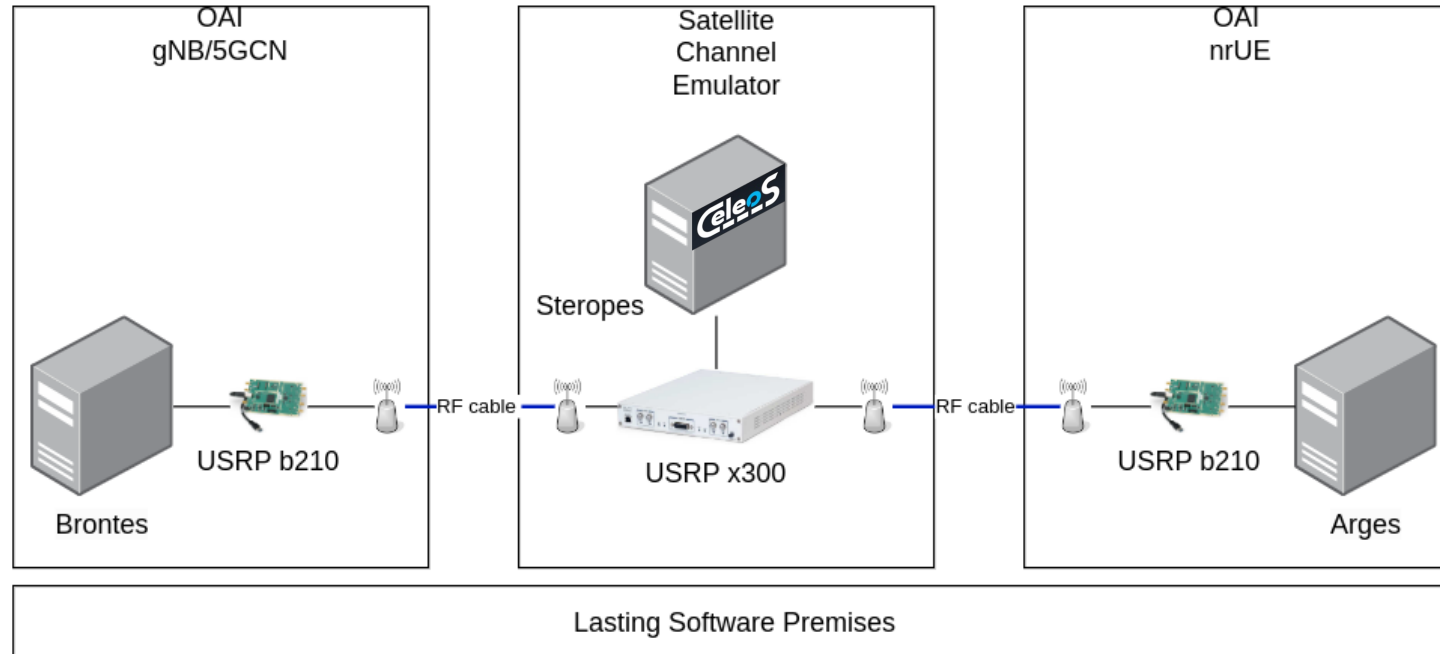 OAI
gNB/5GCN
Satellite
Channel
Emulator
OAI
nrUE
CeleoS
Steropes
RF cable
RF cable
USRP b210
USRP x300
USRP b210
Brontes
Arges
Lasting Software Premises